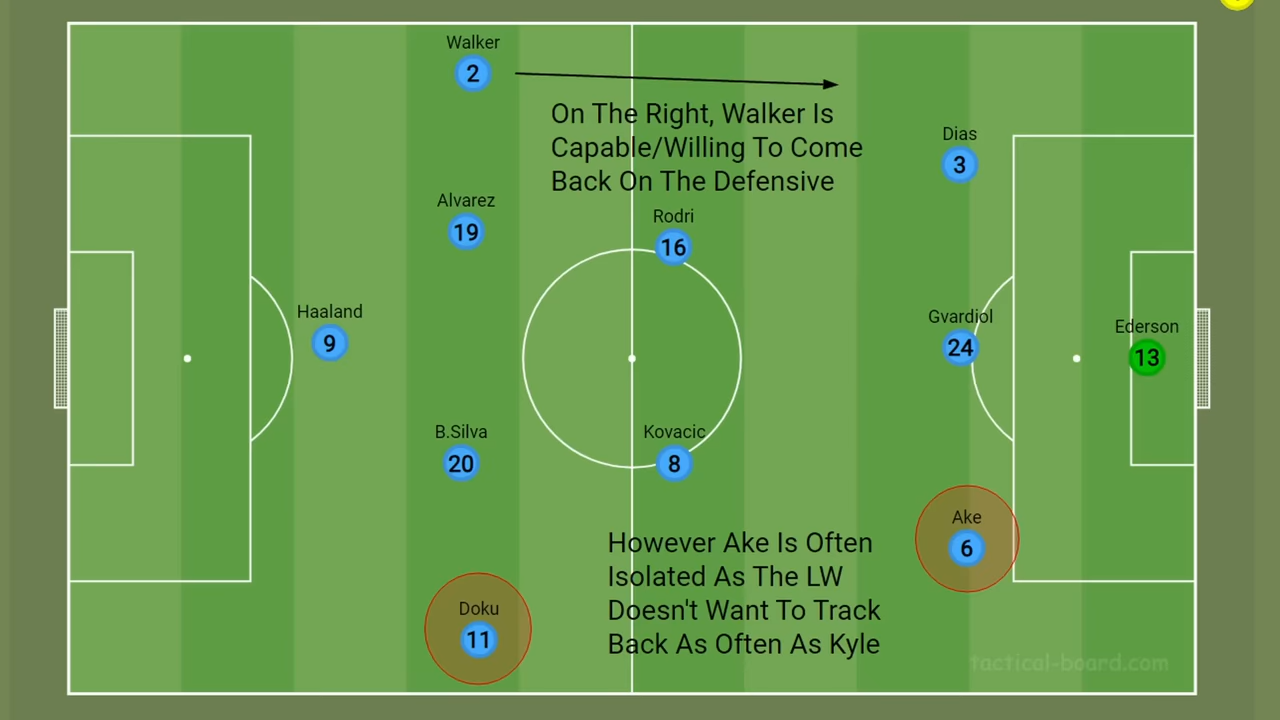 Walker
2
On The Right, Walker Is
Capable/Willing To Come
Back On The Defensive
Dias
3
Alvarez
19
Rodri
16
Haaland
9
Gvardiol
24
Ederson
13
B.Silva
20
Kovacic
8
Ake
6
However Ake Is Often
Isolated As The LW
Doesn't Want To Track
Back As Often As Kyle
Doku
11
tactical-board.com